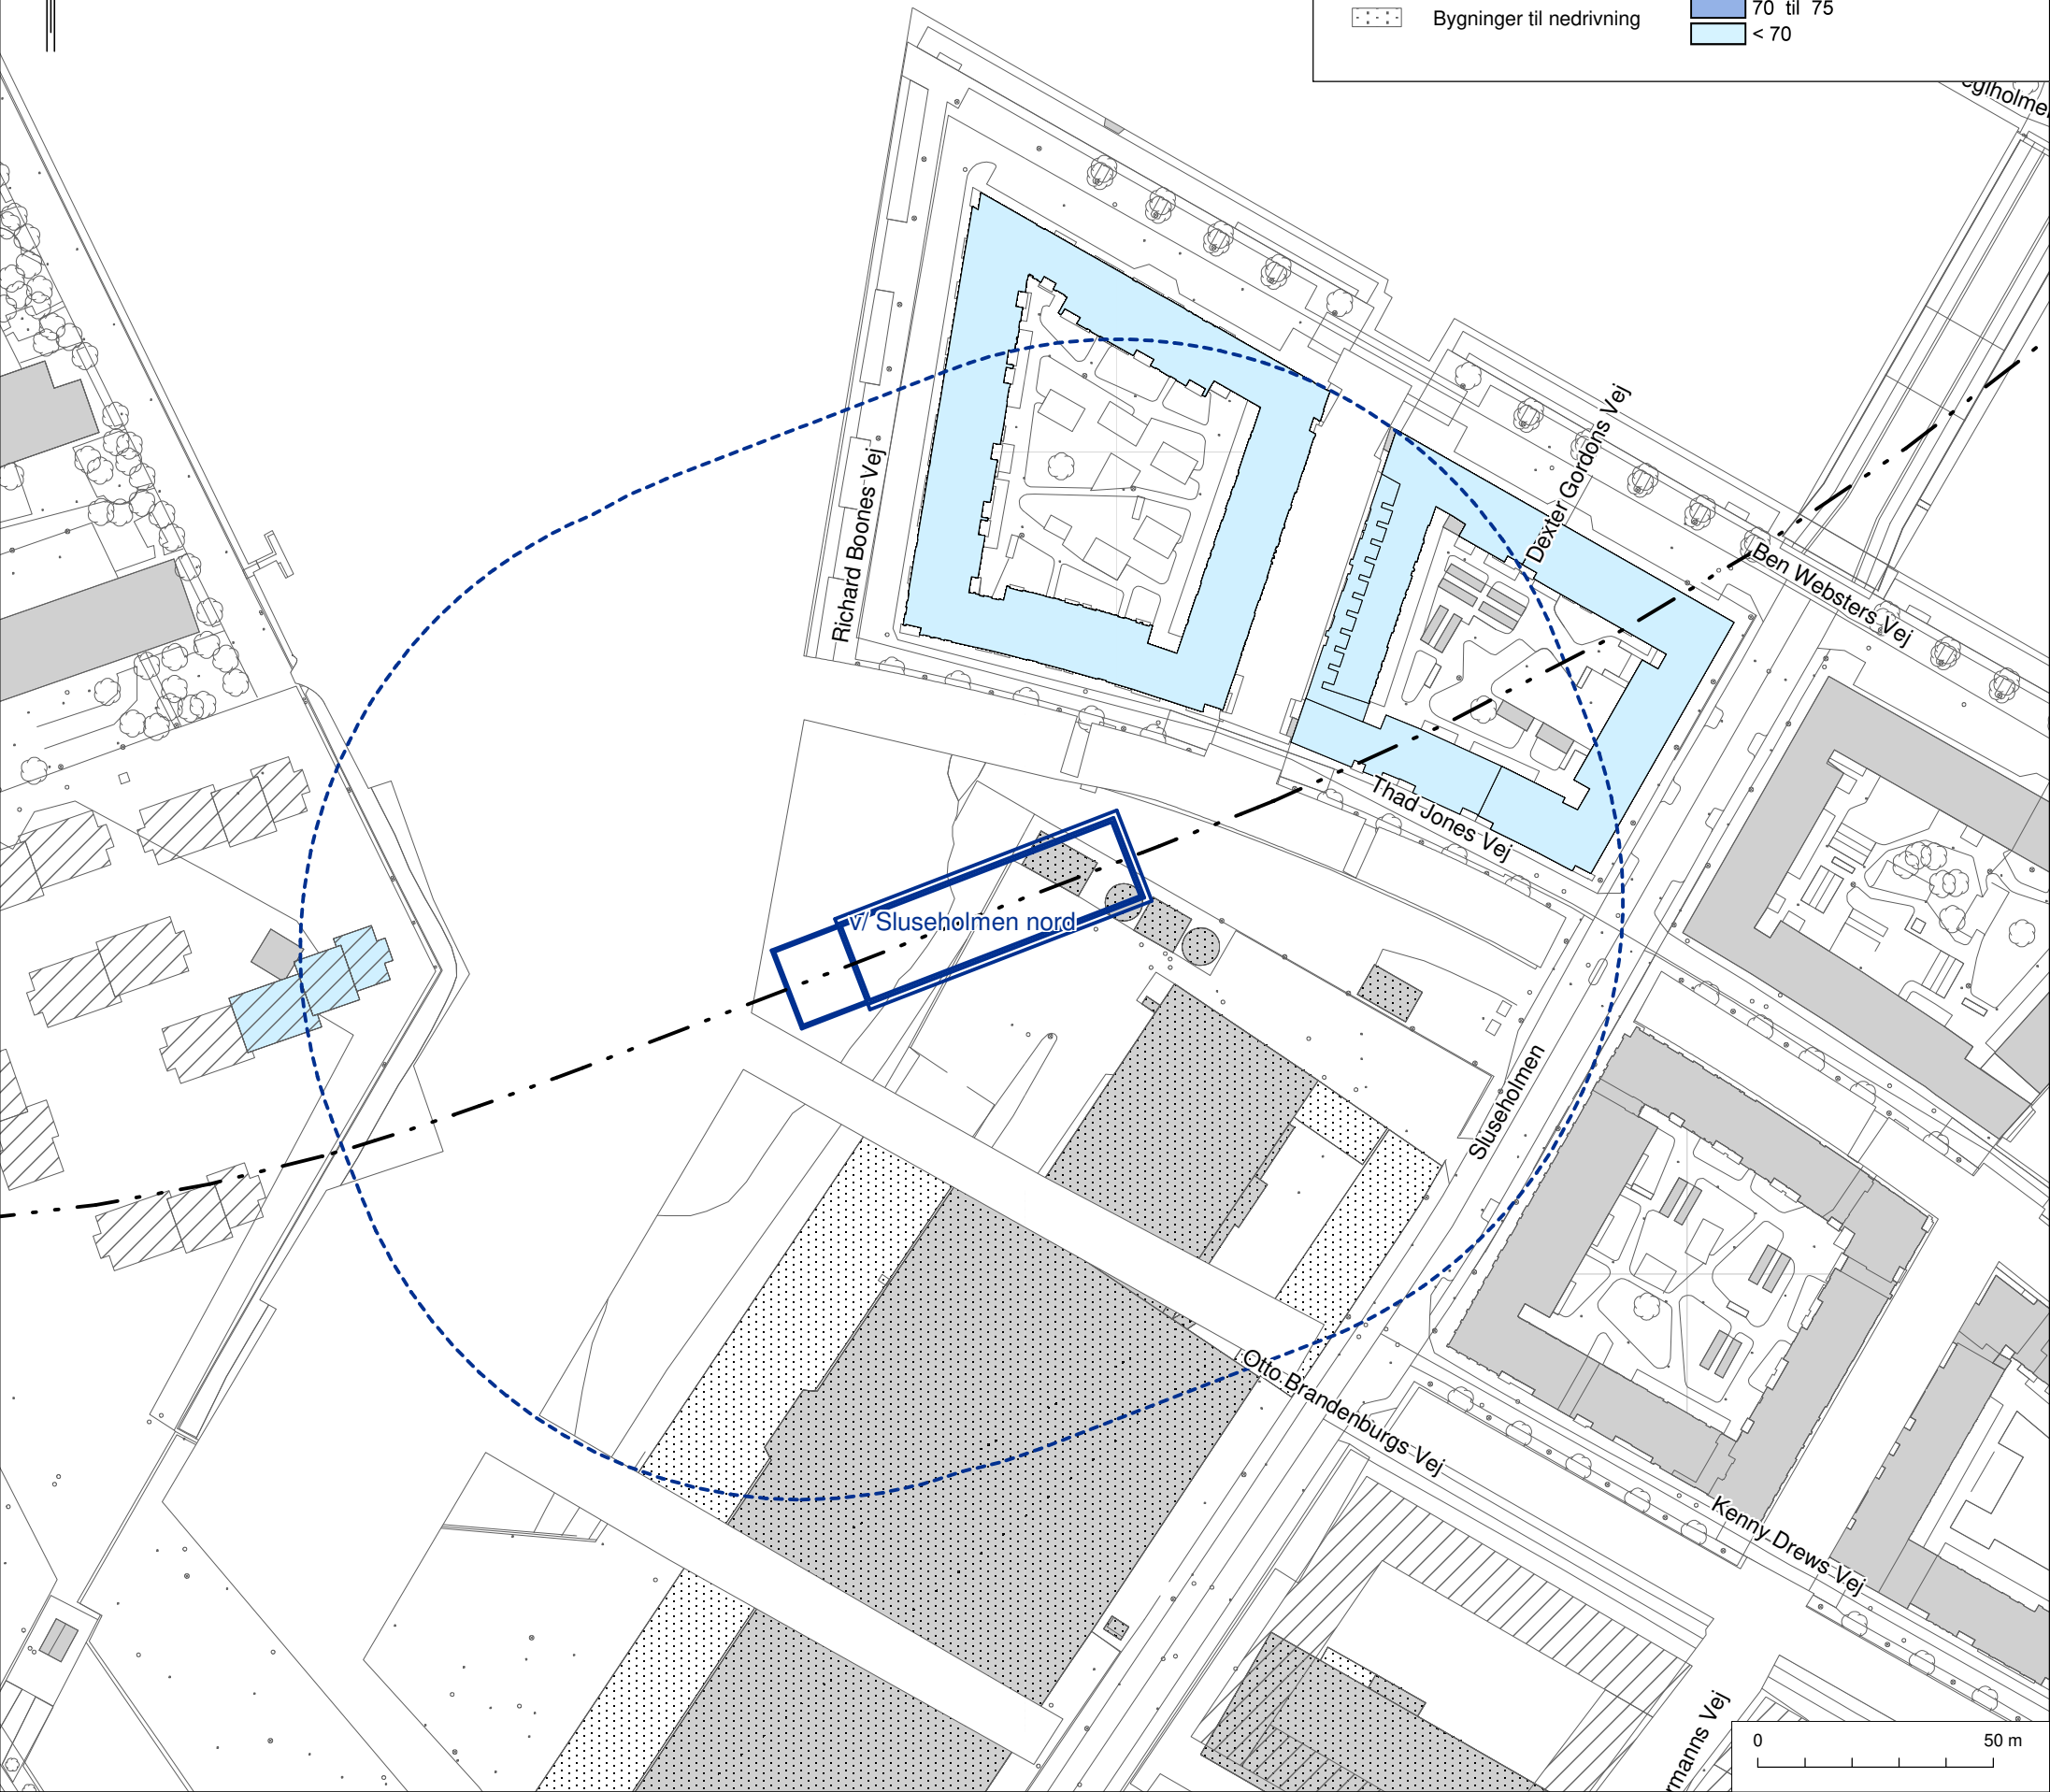 Bygninger til nedrivning
70 til 75
< 70
Richard Boones Vej
Dexter Gordons Vej
Ben Websters Vej
Thad Jones Vej
v/ Sluseholmen nord
Sluseholmen
Otto Brandenburgs Vej
Kenny Drews Vej
Vej
0 50 m